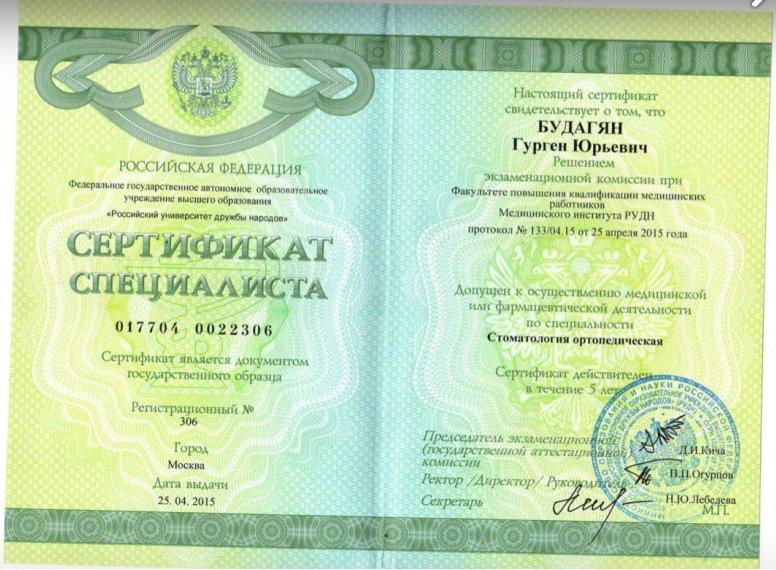 РОССИЙСКАЯ ФЕДЕРАЦИЯ
Федеральное государственное автономное образовательное
учреждение высшего образования
«Российский университет дружбы народов»
СЕРТИФИКАТ
СПЕЦИАЛИСТА
017704 0022306
Сертификат является документом
государственного образца
Регистрационный №
306
Город
Москва
Дата выдачи
25. 04. 2015
Настоящий сертификат
свидетельствует о том, что
БУДАГЯН
Гурген Юрьевич
Решением
экзаменационной комиссии при
Факультете повышения квалификации медицинских
работников
Медицинского института РУДН
протокол № 133/04.15 от 25 апреля 2015 года
Допущен к осуществлению медицинской
или фармацевтической деятельности
по специальности
Стоматология ортопедическая
Сертификат действителен
в течение 5 лет
Председатель экзаменационной
(государственной аттестационной)
комиссии
Д.И.Кича
Ректор /Директор/ Руководитель
П.П.Огурцов
Секретарь
Н.Ю.Лебедева
М.П.